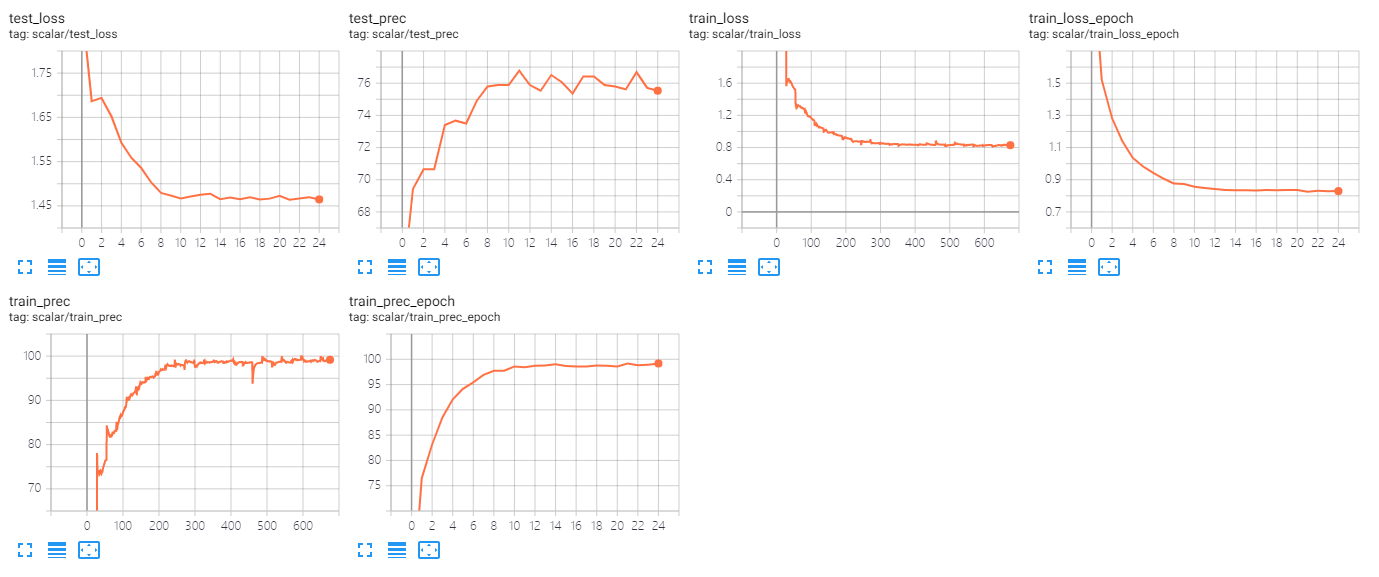 test_loss
tag: scalar/test_loss
1.75
1.65
1.55
1.45
0 2 4 6 8 10 12 14 16 18 20 22 24
test_prec
tag: scalar/test_prec
76
74
72
70
68
0 2 4 6 8 10 12 14 16 18 20 22 24
train_loss
tag: scalar/train_loss
1.6
1.2
0.8
0.4
0
0 100 200 300 400 500 600
train_loss_epoch
tag: scalar/train_loss_epoch
1.5
1.3
1.1
0.9
0.7
0 2 4 6 8 10 12 14 16 18 20 22 24
train_prec
tag: scalar/train_prec
100
90
80
70
0 100 200 300 400 500 600
train_prec_epoch
tag: scalar/train_prec_epoch
100
95
90
85
80
75
0 2 4 6 8 10 12 14 16 18 20 22 24